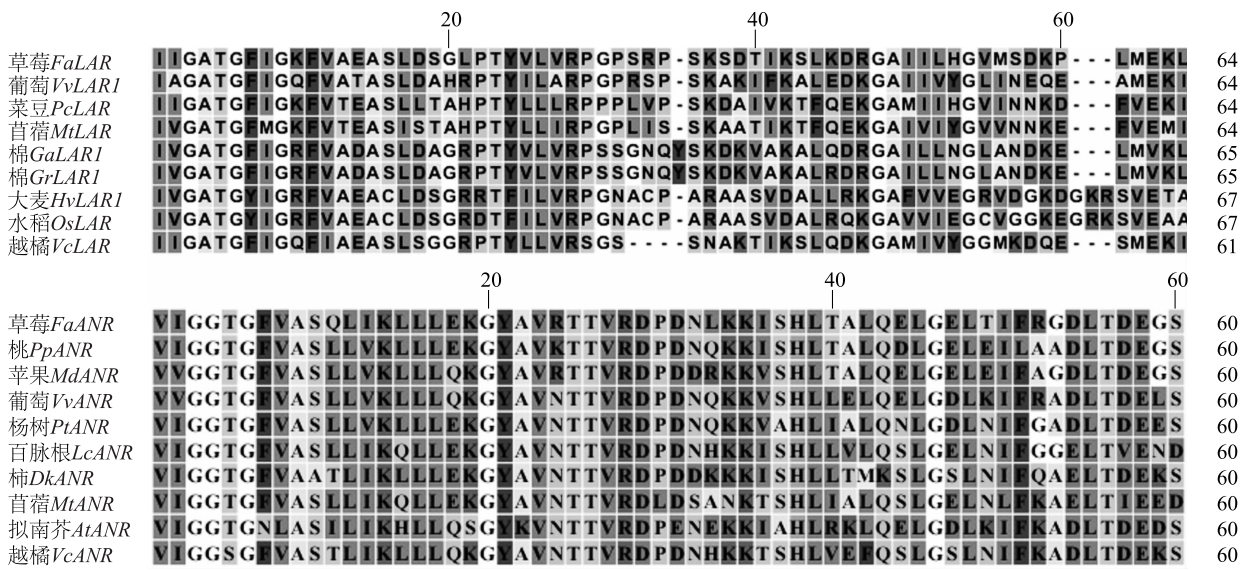 20 40 60
草莓FaLAR IIGATGFIGKFVAEASLDSGLPTYVLVRPGPSRP-SKSDTIKSLKDRGAIILHGVMSDKP---LMEKL 64
葡萄VvLAR1 IAGATGFIGQFVATASLDAHRPTYILARPGPRSP-SKAKIFKALEDKGAIIVYGLINEQE---AMEKI 64
菜豆PcLAR IIGATGFIGKFVTEASLLTAHPTYLLLRPPPLVP-SKDAIVKTFQEKGAMIIHGVINNKD---FVEKI 64
苜蓿MtLAR IVGATGFMGKFVTEASISTAHPTYLLIRPGPLIS-SKAATIKTFQEKGAIVIYGVVNNKE---FVEMI 64
棉GaLAR1 IVGATGFIGRFVADASLDAGRPTYVLVRPSSGNQYSKDKVAKALQDRGAILLNGLANDKE---LMVKL 65
棉GrLAR1 IVGATGFIGRFVADASLDAGRPTYVLVRPSSGNQYSKDKVAKALRDRGAILLNGLANDKE---LMVKL 65
大麦HvLAR1 IVGATGYIGRFVAEACLDSGRRTFILVRPGNACP-ARAASVDALLRKGAFVVEGRVDGKDGKRSVETA 67
水稻OsLAR IVGATGYIGRFVAEACLDSGRDTFILVRPGNACP-ARAASVDALRQKGAVVIEGCVGGKEGRKSVEAA 67
越橘VcLAR IIGATGFIGQFIAEASLSGGRPTYLLVRSGS----SNAKTIKSLQDKGAMIVYGGMKDQE---SMEKI 61
20 40 60
草莓FaANR VIGGTGFVASQLIKLLLEKGYAVRTTVRDPDNLKKISHLTALQELGELTIFRGDLTDEGS 60
桃PpANR VIGGTGFVASLLVKLLLEKGYAVKTTVRDPDNQKKISHLTALQDLGELEILAADLTDEGS 60
苹果MdANR VVGGTGFVASLLVKLLLQKGYAVRTTVRDPDDRKKVSHLTALQELGELEIFAGDLTDEGS 60
葡萄VvANR VVGGTGFVASLLVKLLLQKGYAVNTTVRDPDNQKKVSHLLELQELGDLKIFRADLTDELS 60
杨树PtANR VIGGTGFVASLLVKLLLEKGYAVNTTVRDPDNQKKVAHLIALQNLGDLNIFGADLTDEES 60
百脉根LcANR VIGGTGFVASLLIKQLLEKGYAVNTTVRDPDNHKKISHLLVLQSLGELNIFGGELTVEND 60
柿DkANR VIGGTGFVAATLIKLLLEKGYAVNTTVRDPDDKKKISHLLTMKSLGSLNIFQAELTDEKS 60
苜蓿MtANR VIGGTGFVASLLIKQLLEKGYAVNTTVRDLDSANKTSHLIALQSLGELNLFKAELTIEED 60
拟南芥AtANR VIGGTGNLASILIKHLLQSGYKVNTTVRDPENEKKIAHLRKLQELGDLKIFKADLTDEDS 60
越橘VcANR VIGGSGFVASTLIKLLLQKGYAVNTTVRDPDNHKKTSHLVEFQSLGSLNIFKADLTDEKS 60